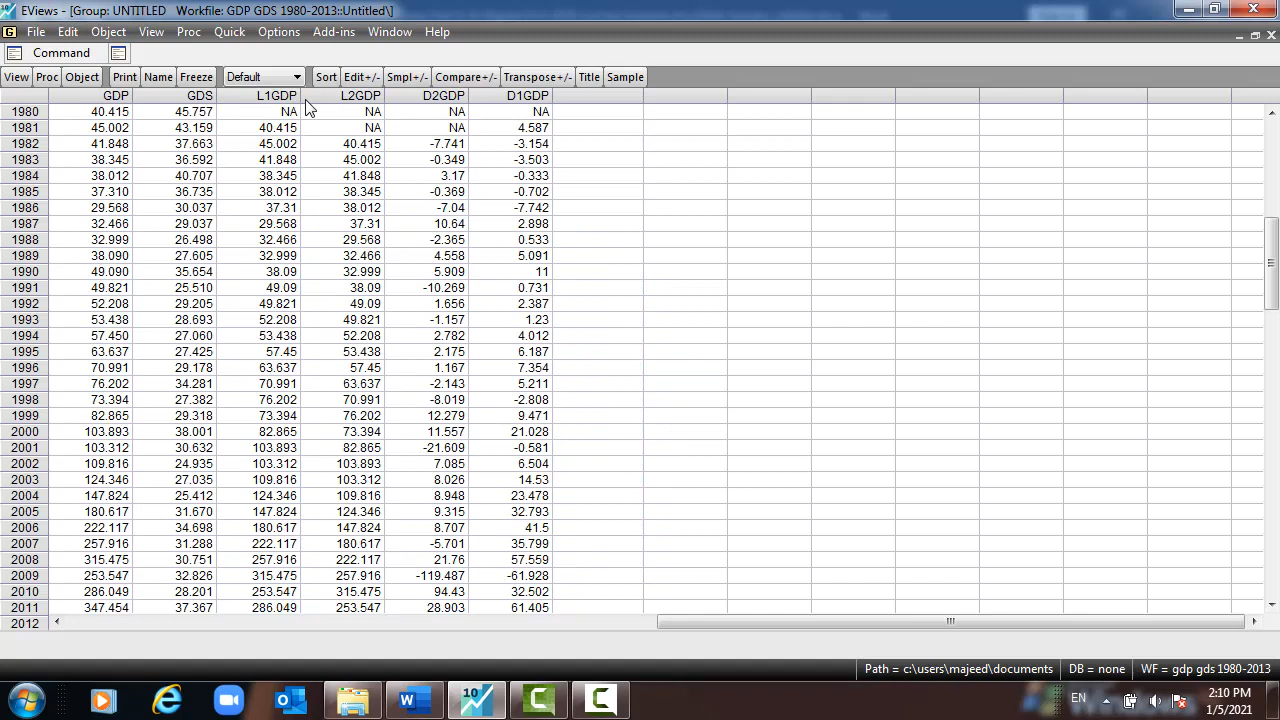 EViews - [Group: UNTITLED   Workfile: GDP GDS 1980-2013::Untitled\]
File Edit Object View Proc Quick Options Add-ins Window Help
Command
View Proc Object Print Name Freeze Default Sort Edit+/- Smpl+/- Compare+/- Transpose+/- Title Sample
GDP GDS L1GDP L2GDP D2GDP D1GDP
1980 40.415 45.757 NA NA NA NA
1981 45.002 43.159 40.415 NA NA 4.587
1982 41.848 37.663 45.002 40.415 -7.741 -3.154
1983 38.345 36.592 41.848 45.002 -0.349 -3.503
1984 38.012 40.707 38.345 41.848 3.17 -0.333
1985 37.310 36.735 38.012 38.345 -0.369 -0.702
1986 29.568 30.037 37.31 38.012 -7.04 -7.742
1987 32.466 29.037 29.568 37.31 10.64 2.898
1988 32.999 26.498 32.466 29.568 -2.365 0.533
1989 38.090 27.605 32.999 32.466 4.558 5.091
1990 49.090 35.654 38.09 32.999 5.909 11
1991 49.821 25.510 49.09 38.09 -10.269 0.731
1992 52.208 29.205 49.821 49.09 1.656 2.387
1993 53.438 28.693 52.208 49.821 -1.157 1.23
1994 57.450 27.060 53.438 52.208 2.782 4.012
1995 63.637 27.425 57.45 53.438 2.175 6.187
1996 70.991 29.178 63.637 57.45 1.167 7.354
1997 76.202 34.281 70.991 63.637 -2.143 5.211
1998 73.394 27.382 76.202 70.991 -8.019 -2.808
1999 82.865 29.318 73.394 76.202 12.279 9.471
2000 103.893 38.001 82.865 73.394 11.557 21.028
2001 103.312 30.632 103.893 82.865 -21.609 -0.581
2002 109.816 24.935 103.312 103.893 7.085 6.504
2003 124.346 27.035 109.816 103.312 8.026 14.53
2004 147.824 25.412 124.346 109.816 8.948 23.478
2005 180.617 31.670 147.824 124.346 9.315 32.793
2006 222.117 34.698 180.617 147.824 8.707 41.5
2007 257.916 31.288 222.117 180.617 -5.701 35.799
2008 315.475 30.751 257.916 222.117 21.76 57.559
2009 253.547 32.826 315.475 257.916 -119.487 -61.928
2010 286.049 28.201 253.547 315.475 94.43 32.502
2011 347.454 37.367 286.049 253.547 28.903 61.405
2012
Path = c:\users\majeed\documents DB = none WF = gdp gds 1980-2013
EN 2:10 PM
1/5/2021